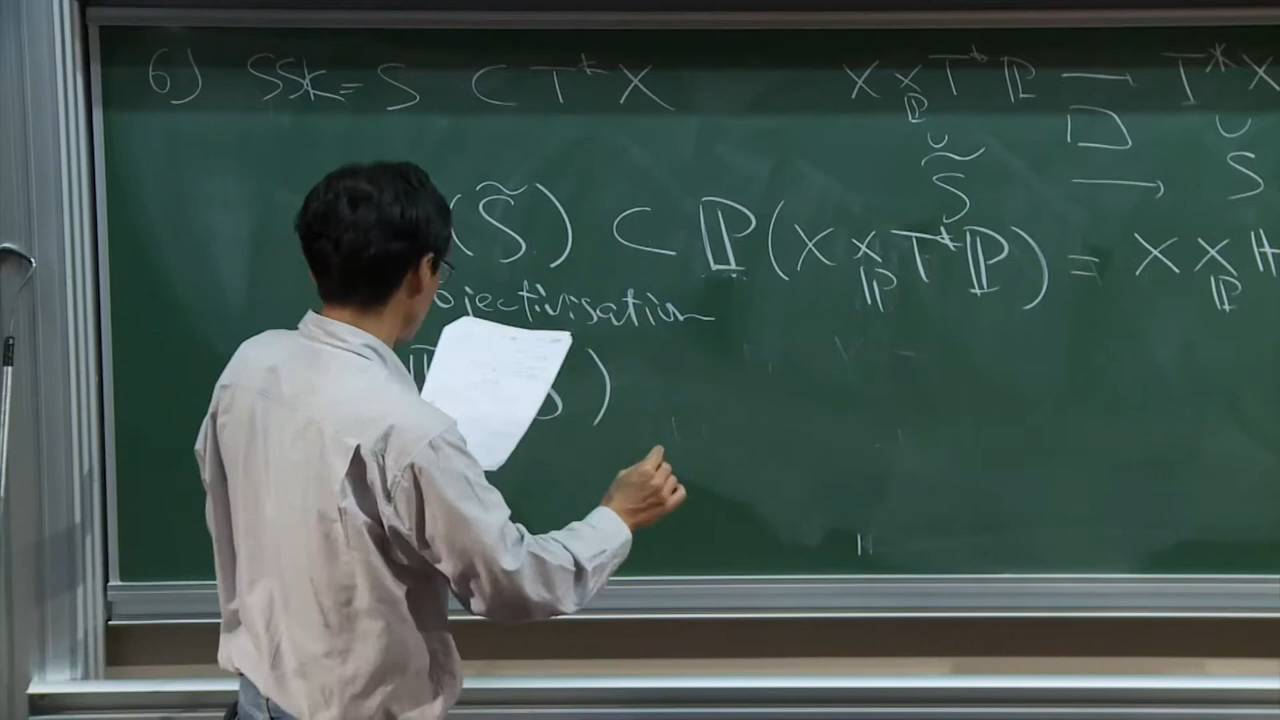 6) SSk = S ⊂ T*X
X ×_ℙ T*ℙ → T*X
∪ D ∪
S̃ → S
(S̃) ⊂ ℙ(X ×_ℙ T*ℙ) = X ×_ℙ H
ojectivisation
)